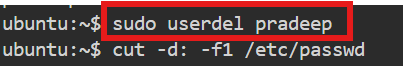 ubuntu:~$ sudo userdel pradeep
ubuntu:~$ cut -d: -f1 /etc/passwd